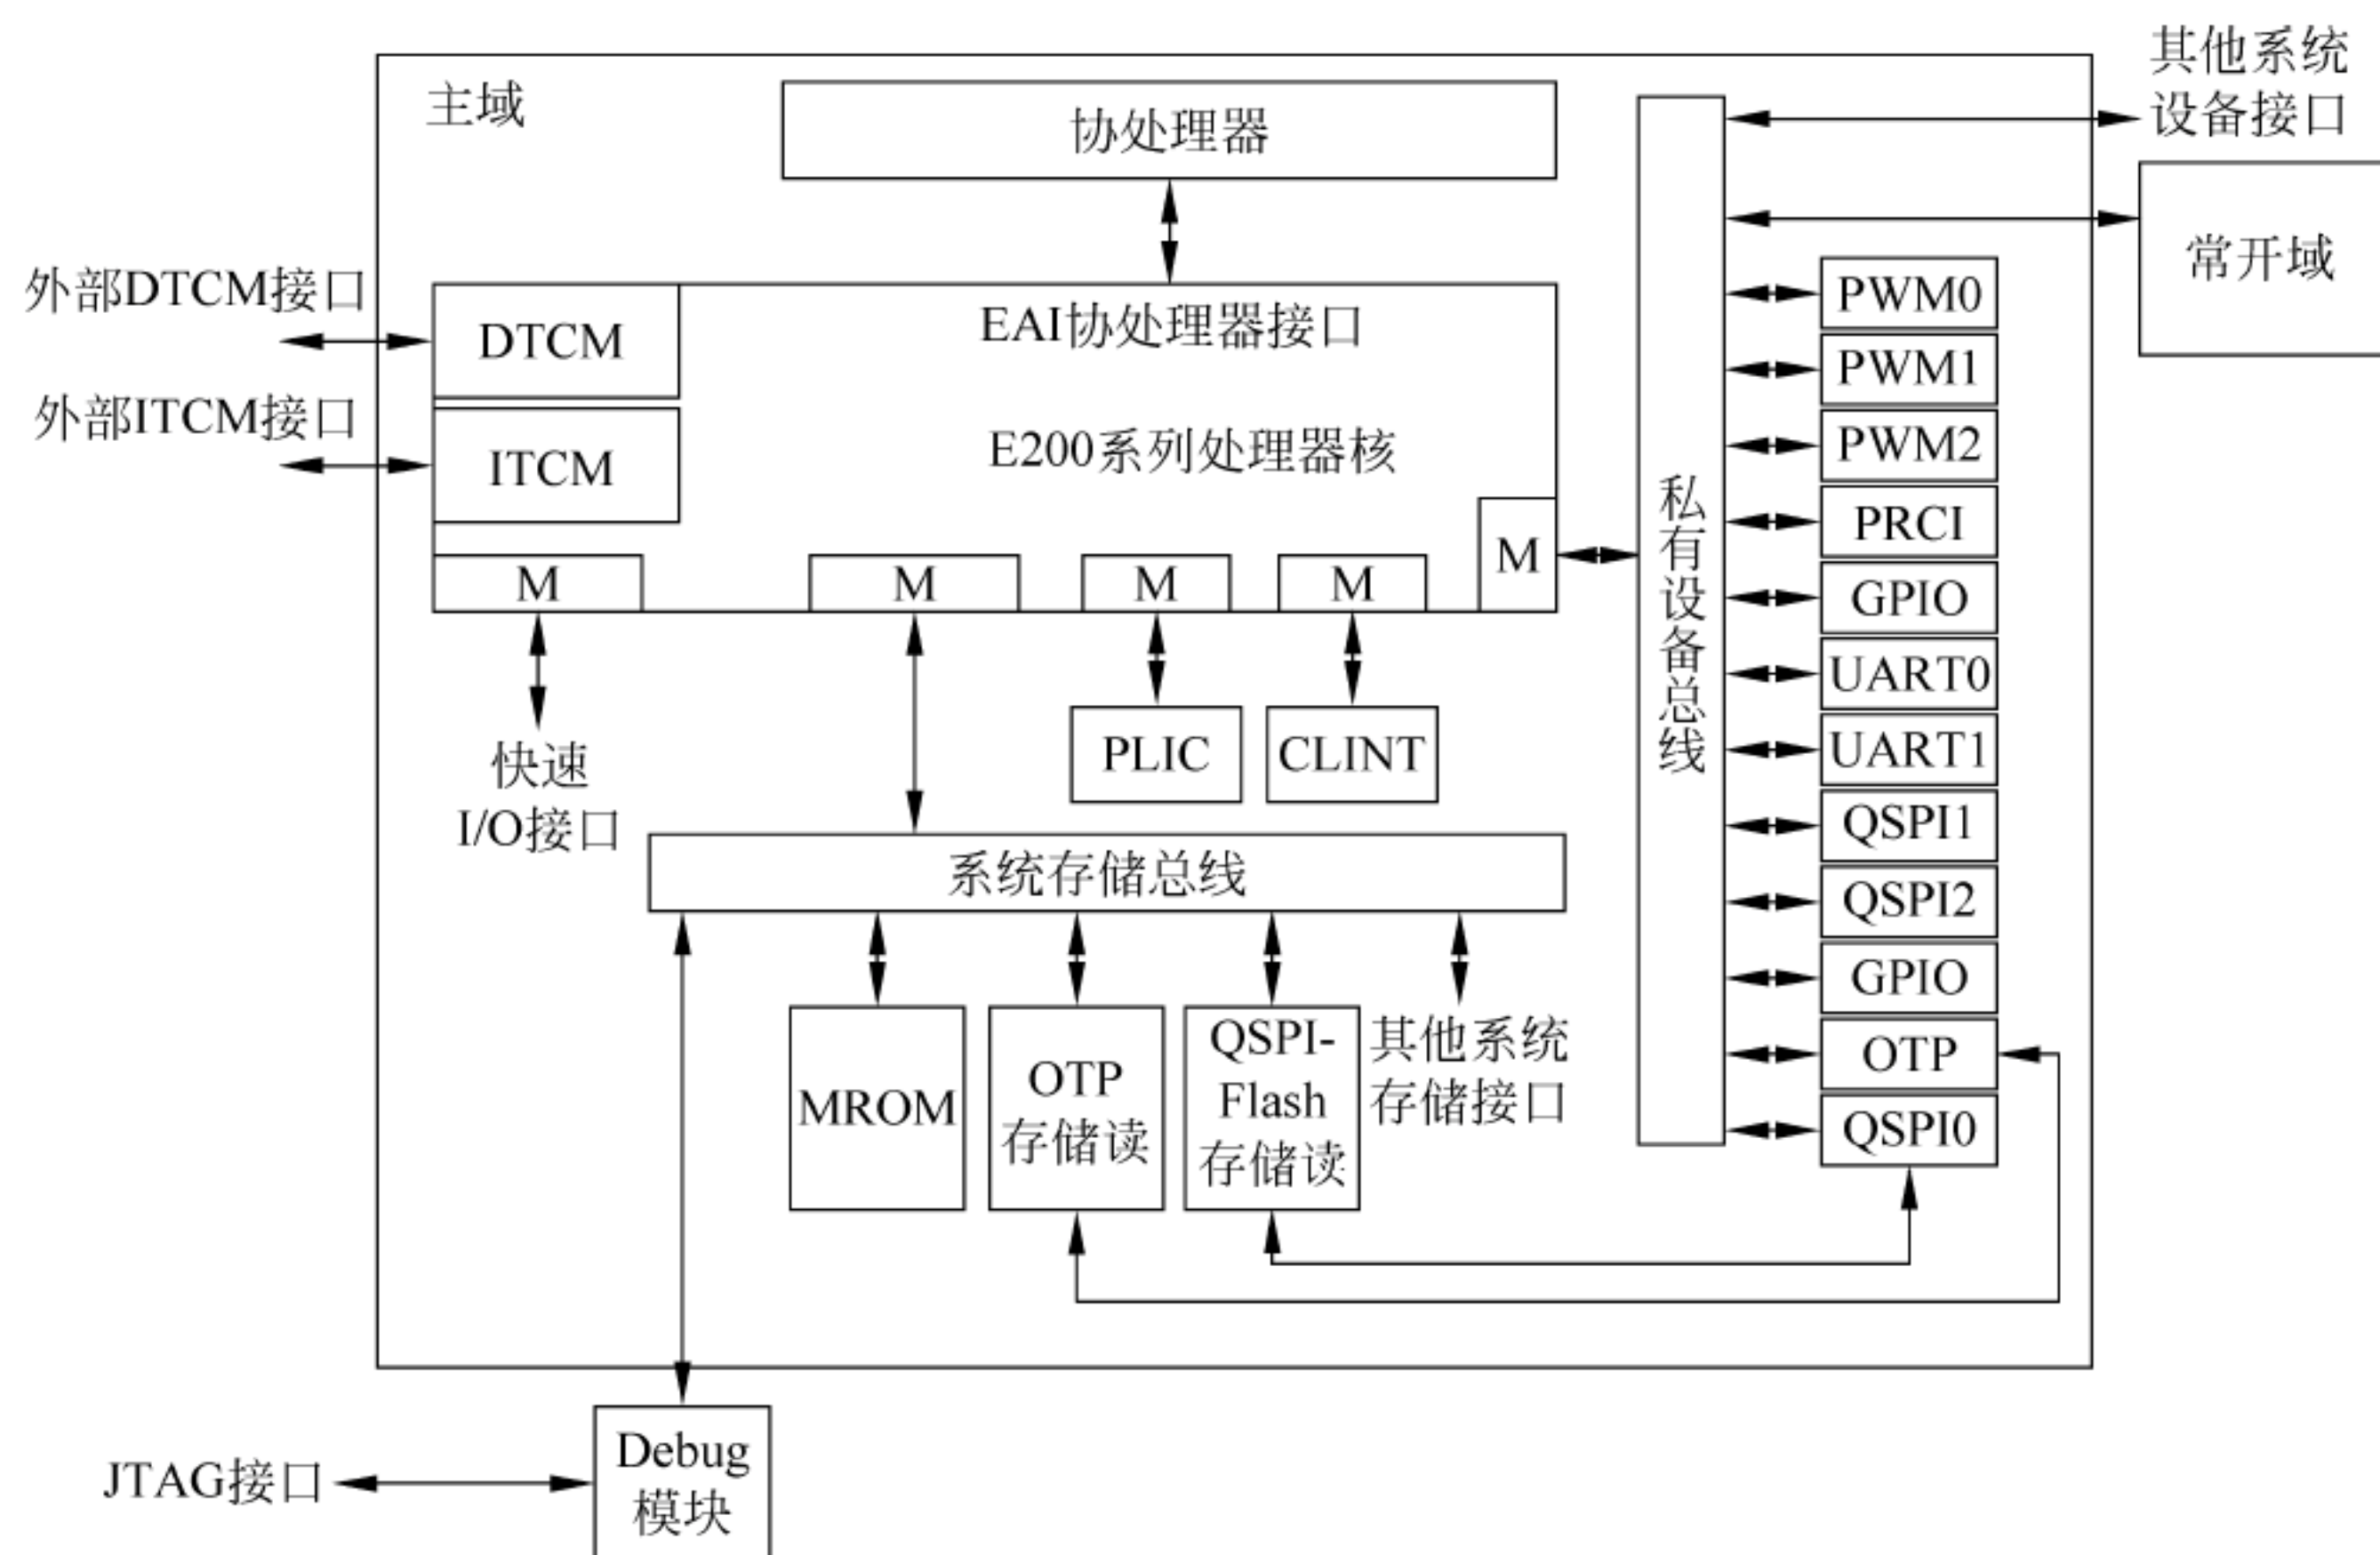 其他系统
设备接口
主域
协处理器
常开域
外部DTCM接口
DTCM
EAI协处理器接口
外部ITCM接口
ITCM
E200系列处理器核
M
M
M
M
M
私有设备总线
PWM0
PWM1
PWM2
PRCI
GPIO
UART0
UART1
QSPI1
QSPI2
GPIO
OTP
QSPI0
快速
I/O接口
PLIC
CLINT
系统存储总线
MROM
OTP
存储读
QSPI-
Flash
存储读
其他系统
存储接口
JTAG接口
Debug
模块